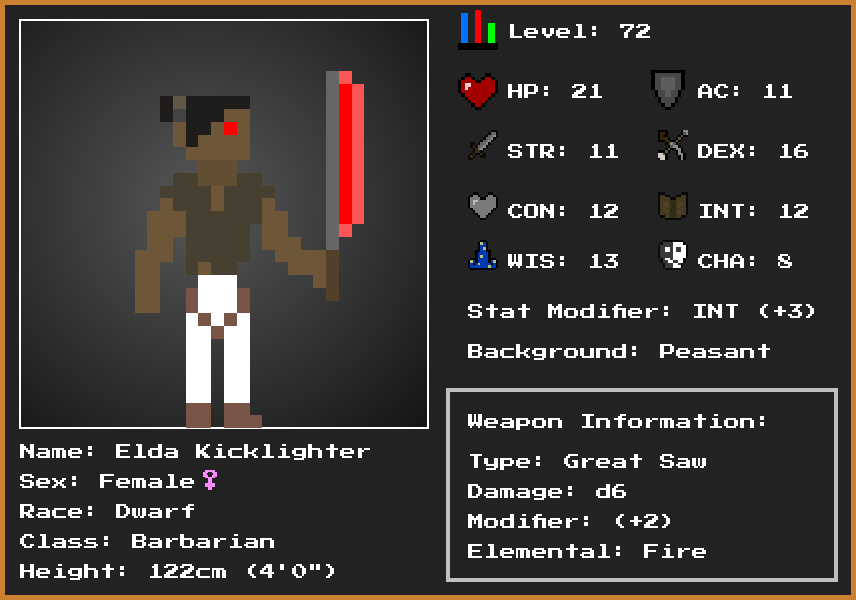 Level: 72
HP: 21
AC: 11
STR: 11
DEX: 16
CON: 12
INT: 12
WIS: 13
CHA: 8
Stat Modifier: INT (+3)
Background: Peasant
Weapon Information:
Type: Great Saw
Damage: d6
Modifier: (+2)
Elemental: Fire
Name: Elda Kicklighter
Sex: Female♀
Race: Dwarf
Class: Barbarian
Height: 122cm (4'0")